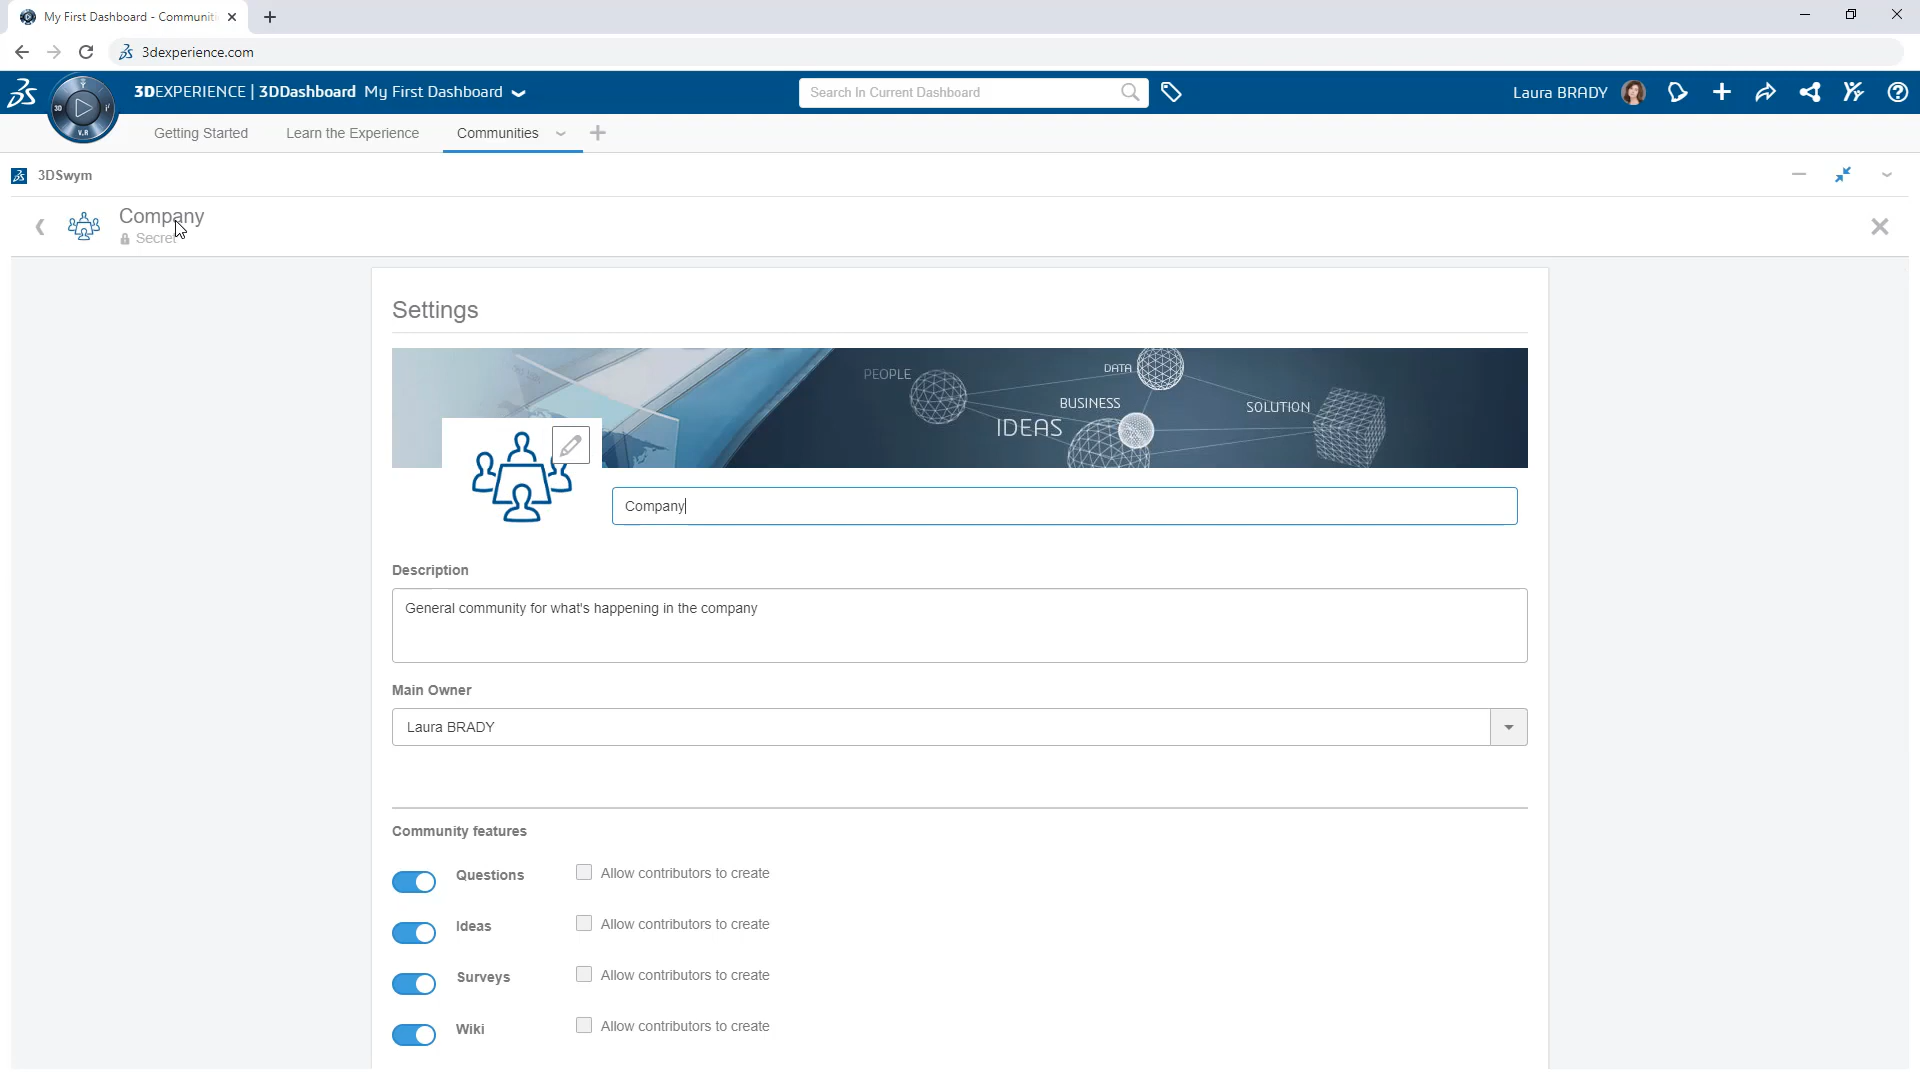 My First Dashboard - Communiti
3dexperience.com
3DEXPERIENCE | 3DDashboard My First Dashboard
Search In Current Dashboard
Laura BRADY
3D
V.R
Getting Started
Learn the Experience
Communities
3DSwym
Company
Secret
Settings
PEOPLE
DATA
BUSINESS
IDEAS
SOLUTION
Company
Description
General community for what's happening in the company
Main Owner
Laura BRADY
Community features
Questions
Allow contributors to create
Ideas
Allow contributors to create
Surveys
Allow contributors to create
Wiki
Allow contributors to create